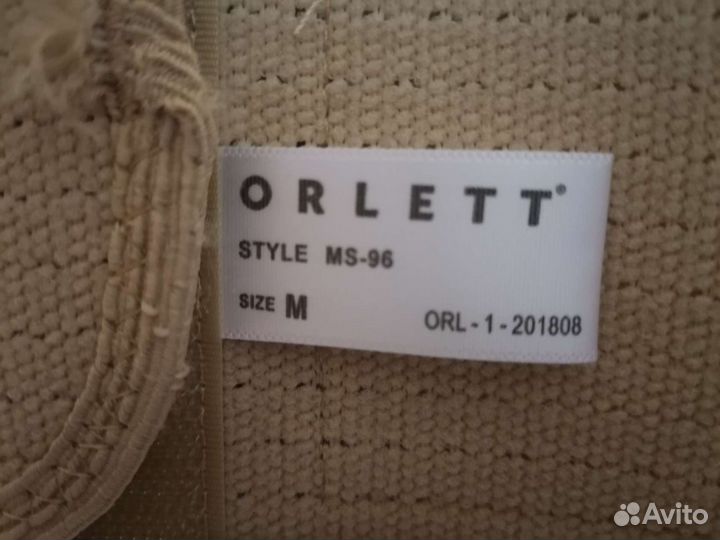 ORLETT®
STYLE MS-96
SIZE M
ORL - 1 - 201808
Avito